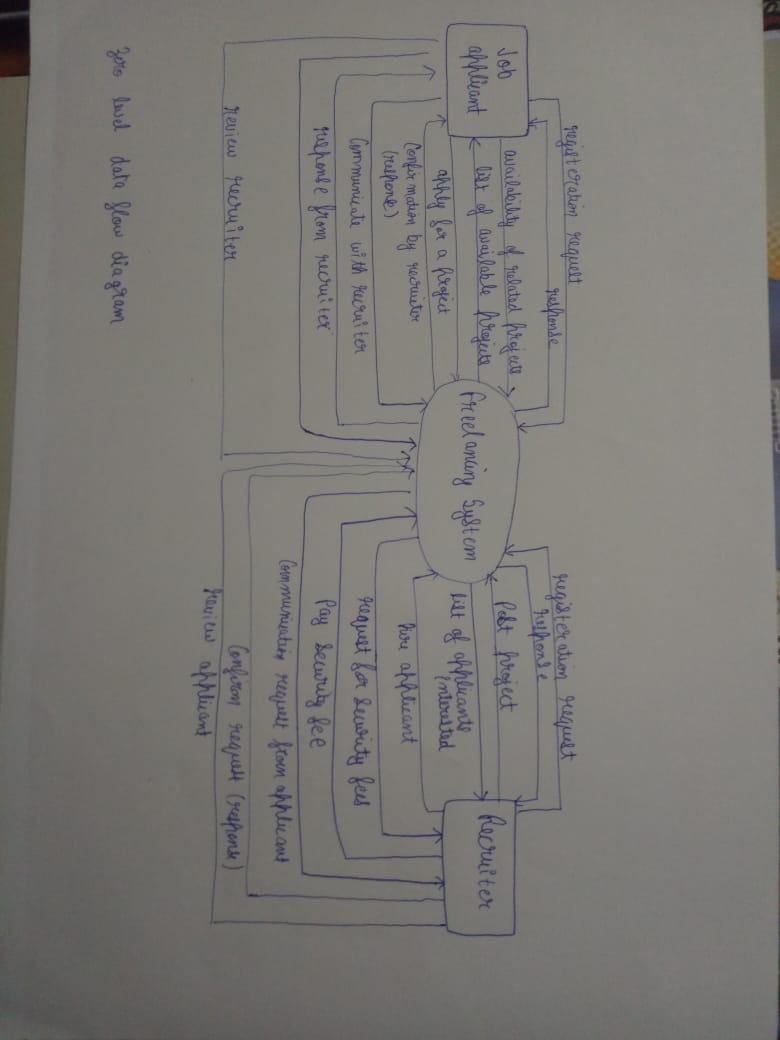 registeration request
response
Job
applicant
availability of related projects
list of available projects
apply for a project
Confirmation by recruiter
(response)
Communicate with recruiter
response from recruiter
review recruiter
Freelancing System
registeration request
response
Post project
list of applicants
interested
hire applicant
request for security fees
Pay security fee
Communication request from applicant
Confirm request (response)
review applicant
Recruiter
Zero level data flow diagram